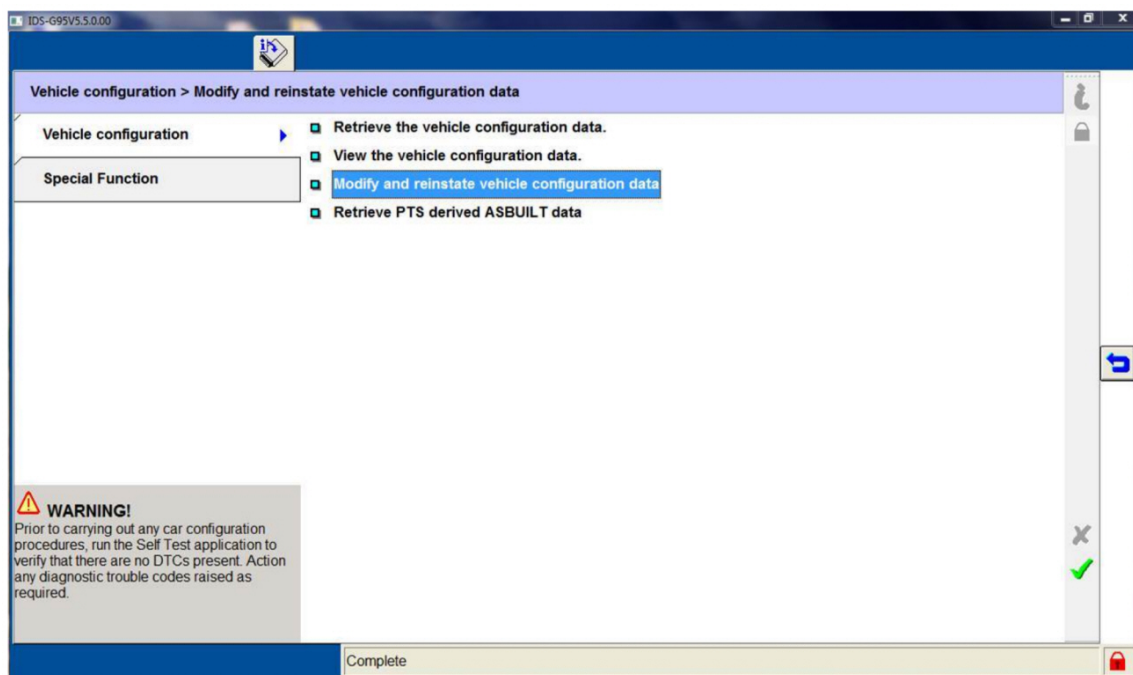 IDS-G95V5.5.0.00
Vehicle configuration > Modify and reinstate vehicle configuration data
Vehicle configuration
Special Function
Retrieve the vehicle configuration data.
View the vehicle configuration data.
Modify and reinstate vehicle configuration data
Retrieve PTS derived ASBUILT data
WARNING!
Prior to carrying out any car configuration
procedures, run the Self Test application to
verify that there are no DTCs present. Action
any diagnostic trouble codes raised as
required.
Complete